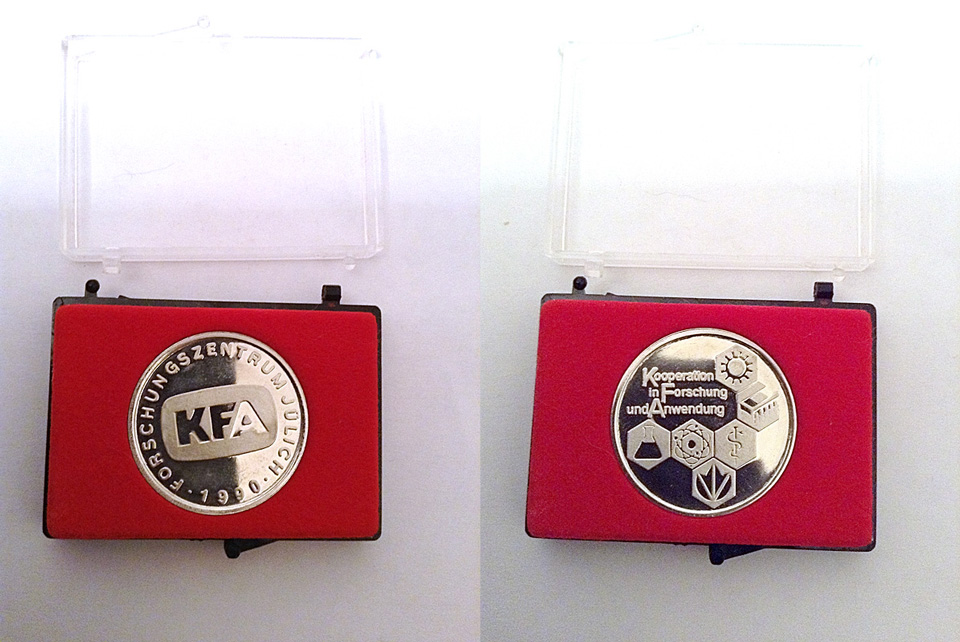 FORSCHUNGSZENTRUM JÜLICH
KFA
· 1990 ·
Kooperation
in Forschung
und Anwendung